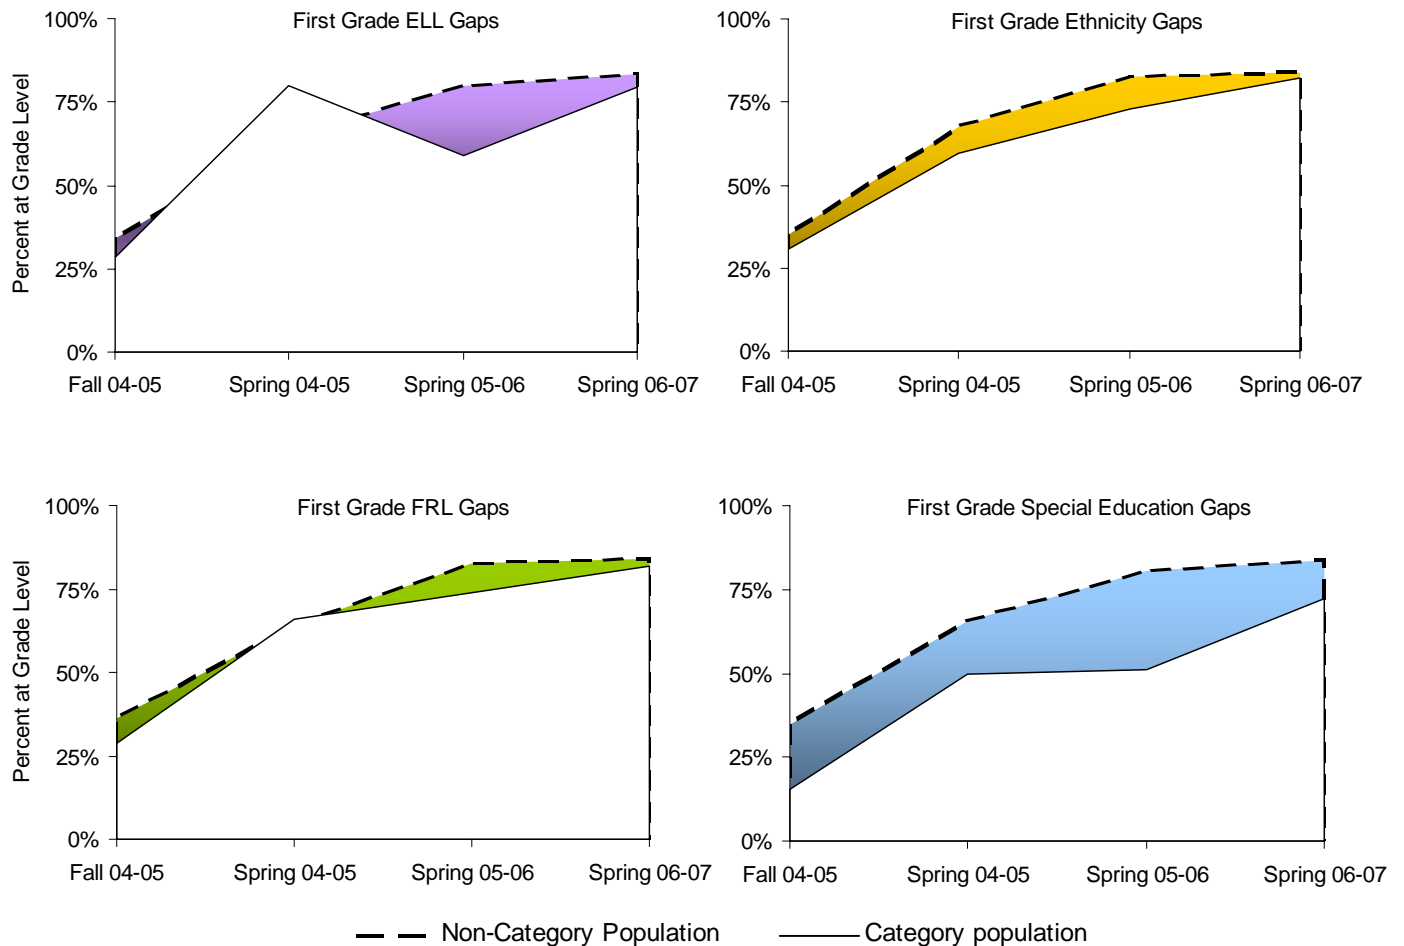 First Grade ELL Gaps
Percent at Grade Level
100%
75%
50%
25%
0%
Fall 04-05 Spring 04-05 Spring 05-06 Spring 06-07
First Grade Ethnicity Gaps
100%
75%
50%
25%
0%
Fall 04-05 Spring 04-05 Spring 05-06 Spring 06-07
First Grade FRL Gaps
Percent at Grade Level
100%
75%
50%
25%
0%
Fall 04-05 Spring 04-05 Spring 05-06 Spring 06-07
First Grade Special Education Gaps
100%
75%
50%
25%
0%
Fall 04-05 Spring 04-05 Spring 05-06 Spring 06-07
Non-Category Population Category population